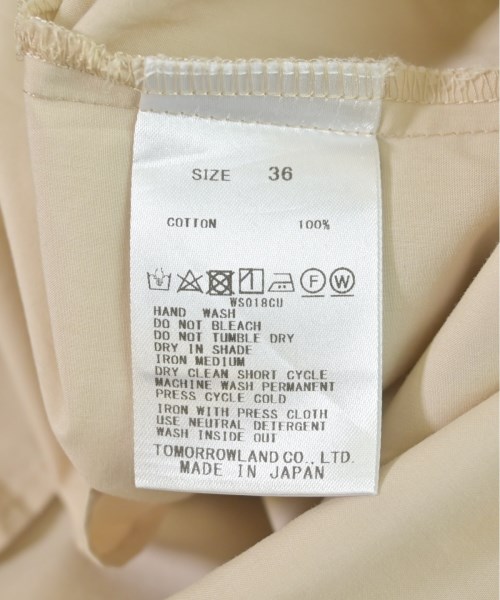 SIZE 36
COTTON 100%
F W
WS018CU
HAND WASH
DO NOT BLEACH
DO NOT TUMBLE DRY
DRY IN SHADE
IRON MEDIUM
DRY CLEAN SHORT CYCLE
MACHINE WASH PERMANENT
PRESS CYCLE COLD
IRON WITH PRESS CLOTH
USE NEUTRAL DETERGENT
WASH INSIDE OUT
TOMORROWLAND CO., LTD.
MADE IN JAPAN